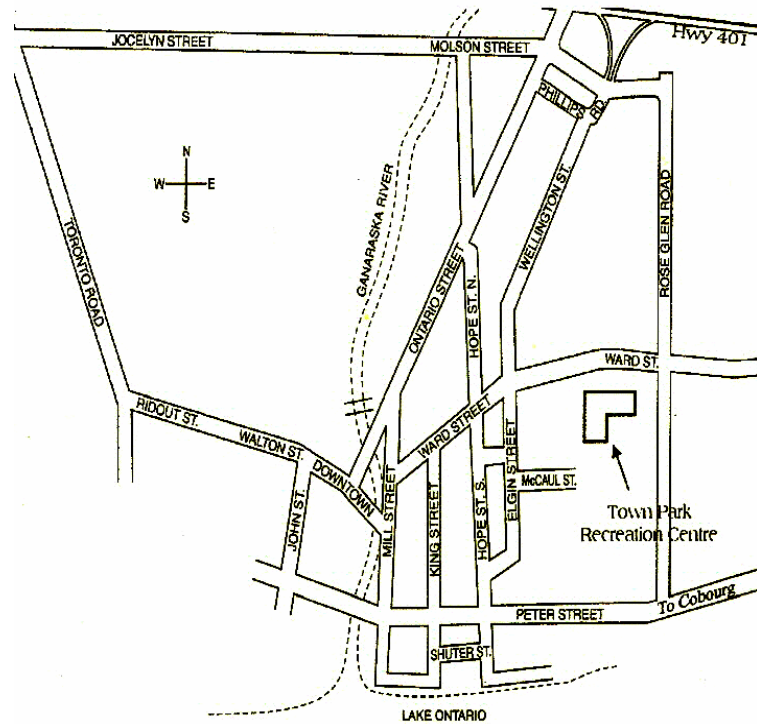 Hwy 401
JOCELYN STREET
MOLSON STREET
PHILLIPS
RD.
N
W E
S
GANARASKA RIVER
WELLINGTON ST.
ROSE GLEN ROAD
TORONTO ROAD
ONTARIO STREET
HOPE ST. N.
WARD ST.
RIDOUT ST.
WALTON ST.
WARD STREET
DOWNTOWN
ELGIN STREET
McCAUL ST.
JOHN ST.
MILL STREET
KING STREET
HOPE ST. S.
Town Park
Recreation Centre
To Cobourg
PETER STREET
SHUTER ST.
LAKE ONTARIO